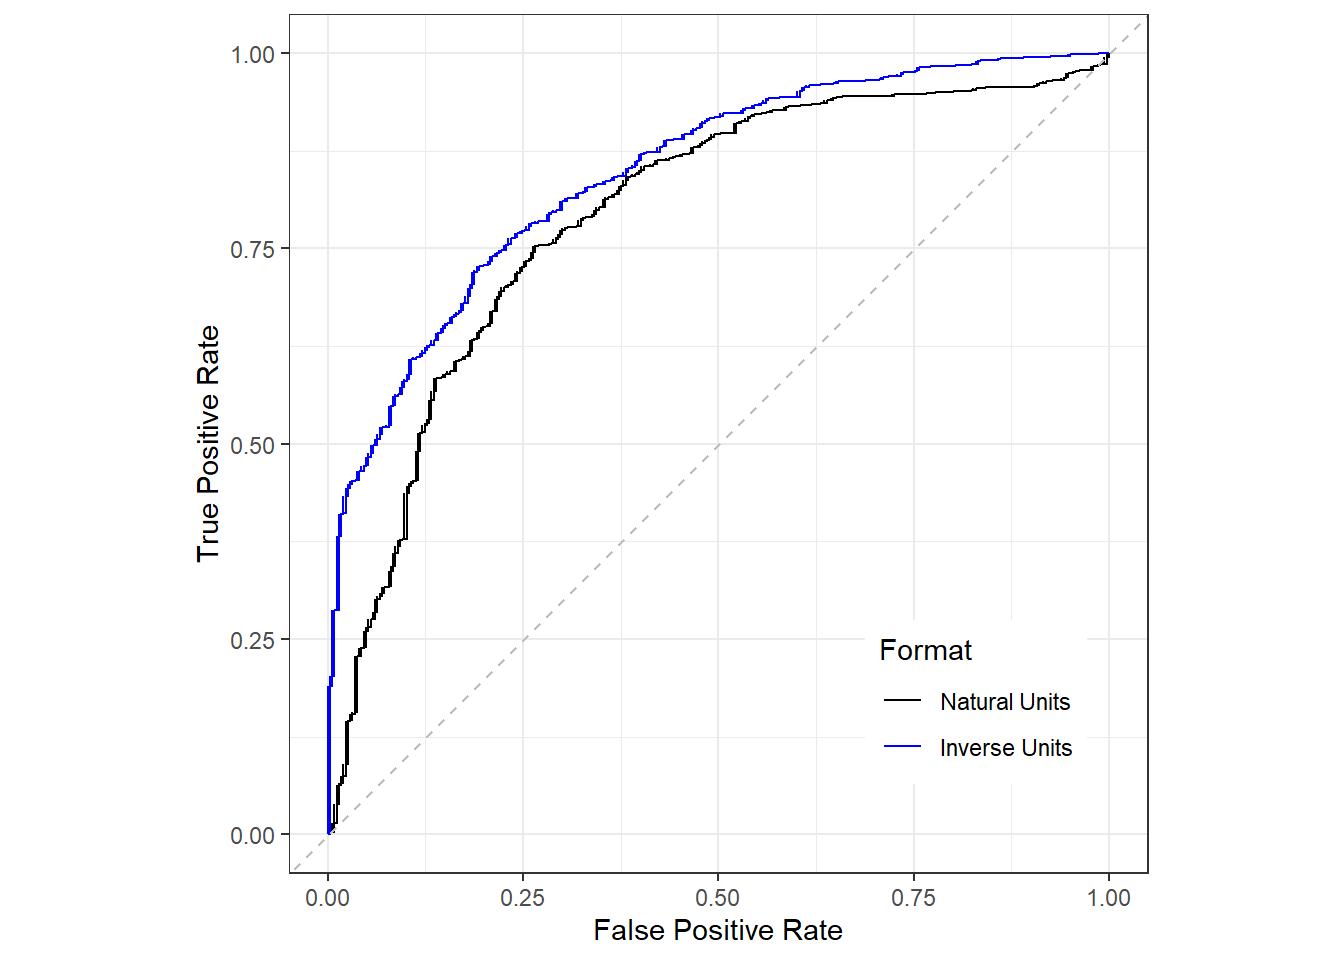 1.00
0.75
0.50
0.25
0.00
True Positive Rate
Format
Natural Units
Inverse Units
0.00 0.25 0.50 0.75 1.00
False Positive Rate